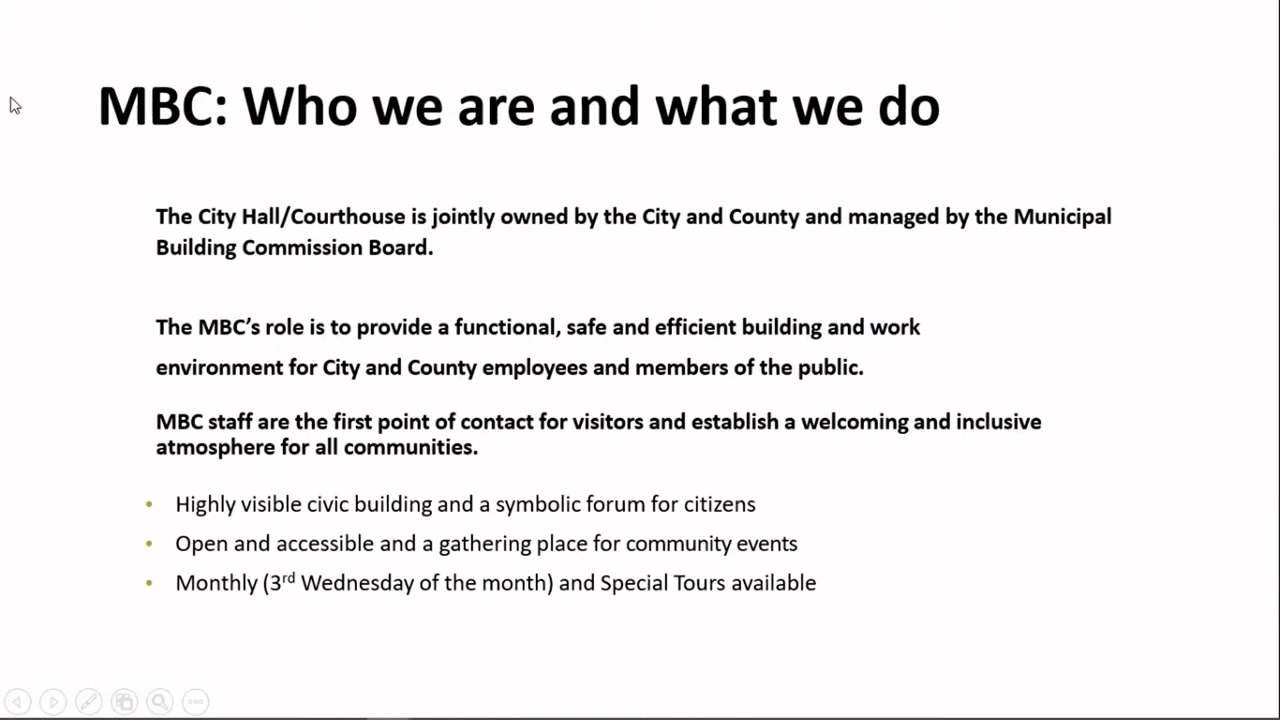 MBC: Who we are and what we do
The City Hall/Courthouse is jointly owned by the City and County and managed by the Municipal
Building Commission Board.
The MBC’s role is to provide a functional, safe and efficient building and work
environment for City and County employees and members of the public.
MBC staff are the first point of contact for visitors and establish a welcoming and inclusive
atmosphere for all communities.
• Highly visible civic building and a symbolic forum for citizens
• Open and accessible and a gathering place for community events
• Monthly (3rd Wednesday of the month) and Special Tours available